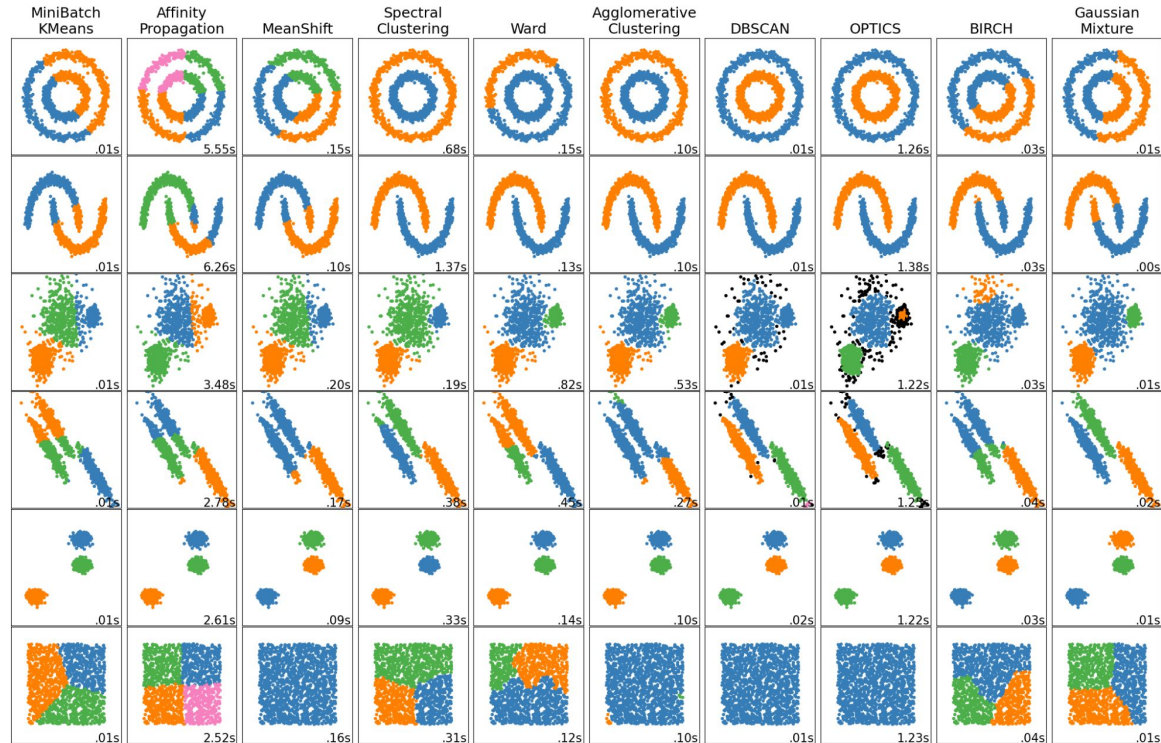 MiniBatch
KMeans
Affinity
Propagation
MeanShift
Spectral
Clustering
Ward
Agglomerative
Clustering
DBSCAN
OPTICS
BIRCH
Gaussian
Mixture
.01s 5.55s .15s .68s .15s .10s .01s 1.26s .03s .01s
.01s 6.26s .10s 1.37s .13s .10s .01s 1.38s .03s .00s
.01s 3.48s .20s .19s .82s .53s .01s 1.22s .03s .01s
.01s 2.78s .17s .38s .45s .27s .01s 1.25s .04s .02s
.01s 2.61s .09s .33s .14s .10s .02s 1.22s .03s .01s
.01s 2.52s .16s .31s .12s .10s .01s 1.23s .04s .01s